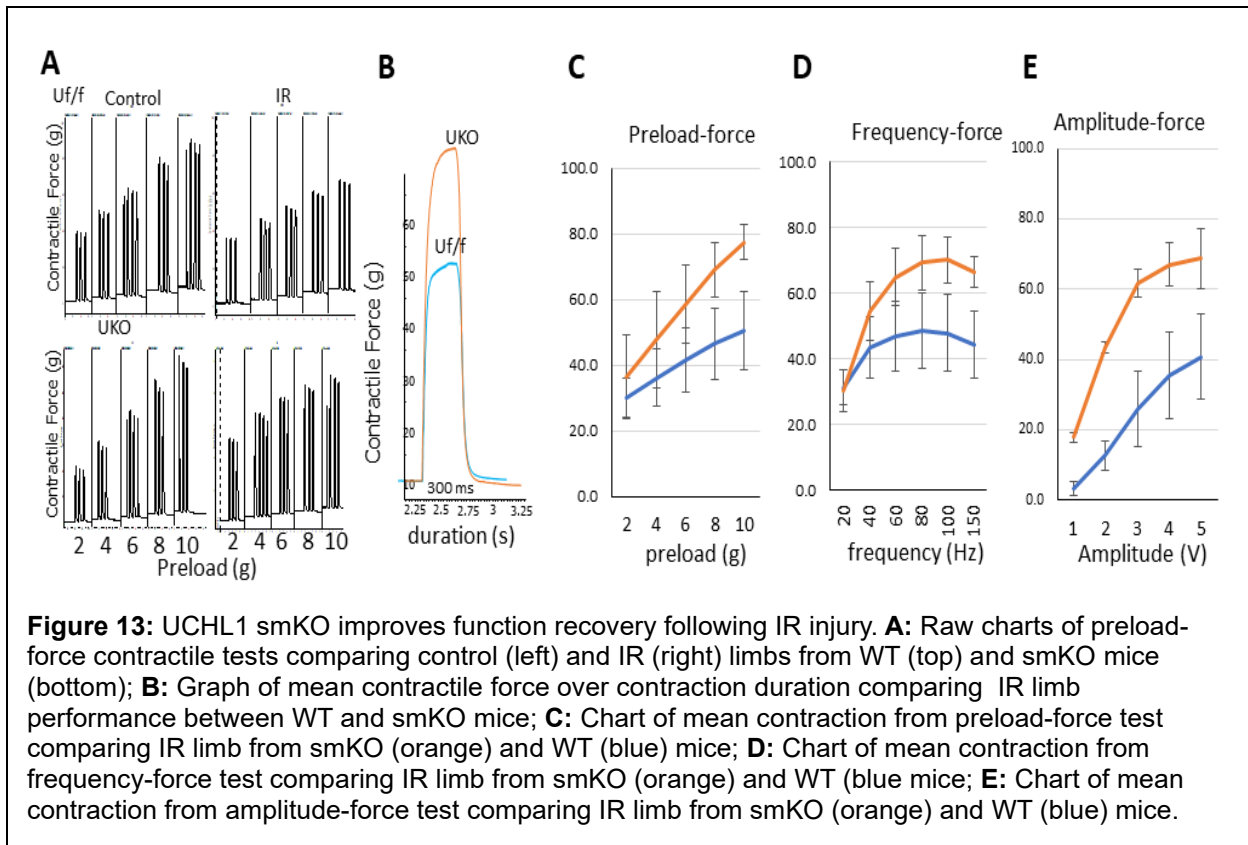 A
B
C
D
E
Uf/f
Control
IR
Contractile Force (g)
UKO
Contractile Force (g)
2 4 6 8 10
2 4 6 8 10
Preload (g)
UKO
Uf/f
Contractile Force (g)
60
50
40
30
20
10
300 ms
2.25 2.5 2.75 3 3.25
duration (s)
Preload-force
100.0
80.0
60.0
40.0
20.0
0.0
2 4 6 8 10
preload (g)
Frequency-force
100.0
80.0
60.0
40.0
20.0
0.0
20 40 60 80 100 150
frequency (Hz)
Amplitude-force
100.0
80.0
60.0
40.0
20.0
0.0
1 2 3 4 5
Amplitude (V)
Figure 13: UCHL1 smKO improves function recovery following IR injury. A: Raw charts of preload-
force contractile tests comparing control (left) and IR (right) limbs from WT (top) and smKO mice
(bottom); B: Graph of mean contractile force over contraction duration comparing IR limb
performance between WT and smKO mice; C: Chart of mean contraction from preload-force test
comparing IR limb from smKO (orange) and WT (blue) mice; D: Chart of mean contraction from
frequency-force test comparing IR limb from smKO (orange) and WT (blue mice; E: Chart of mean
contraction from amplitude-force test comparing IR limb from smKO (orange) and WT (blue) mice.